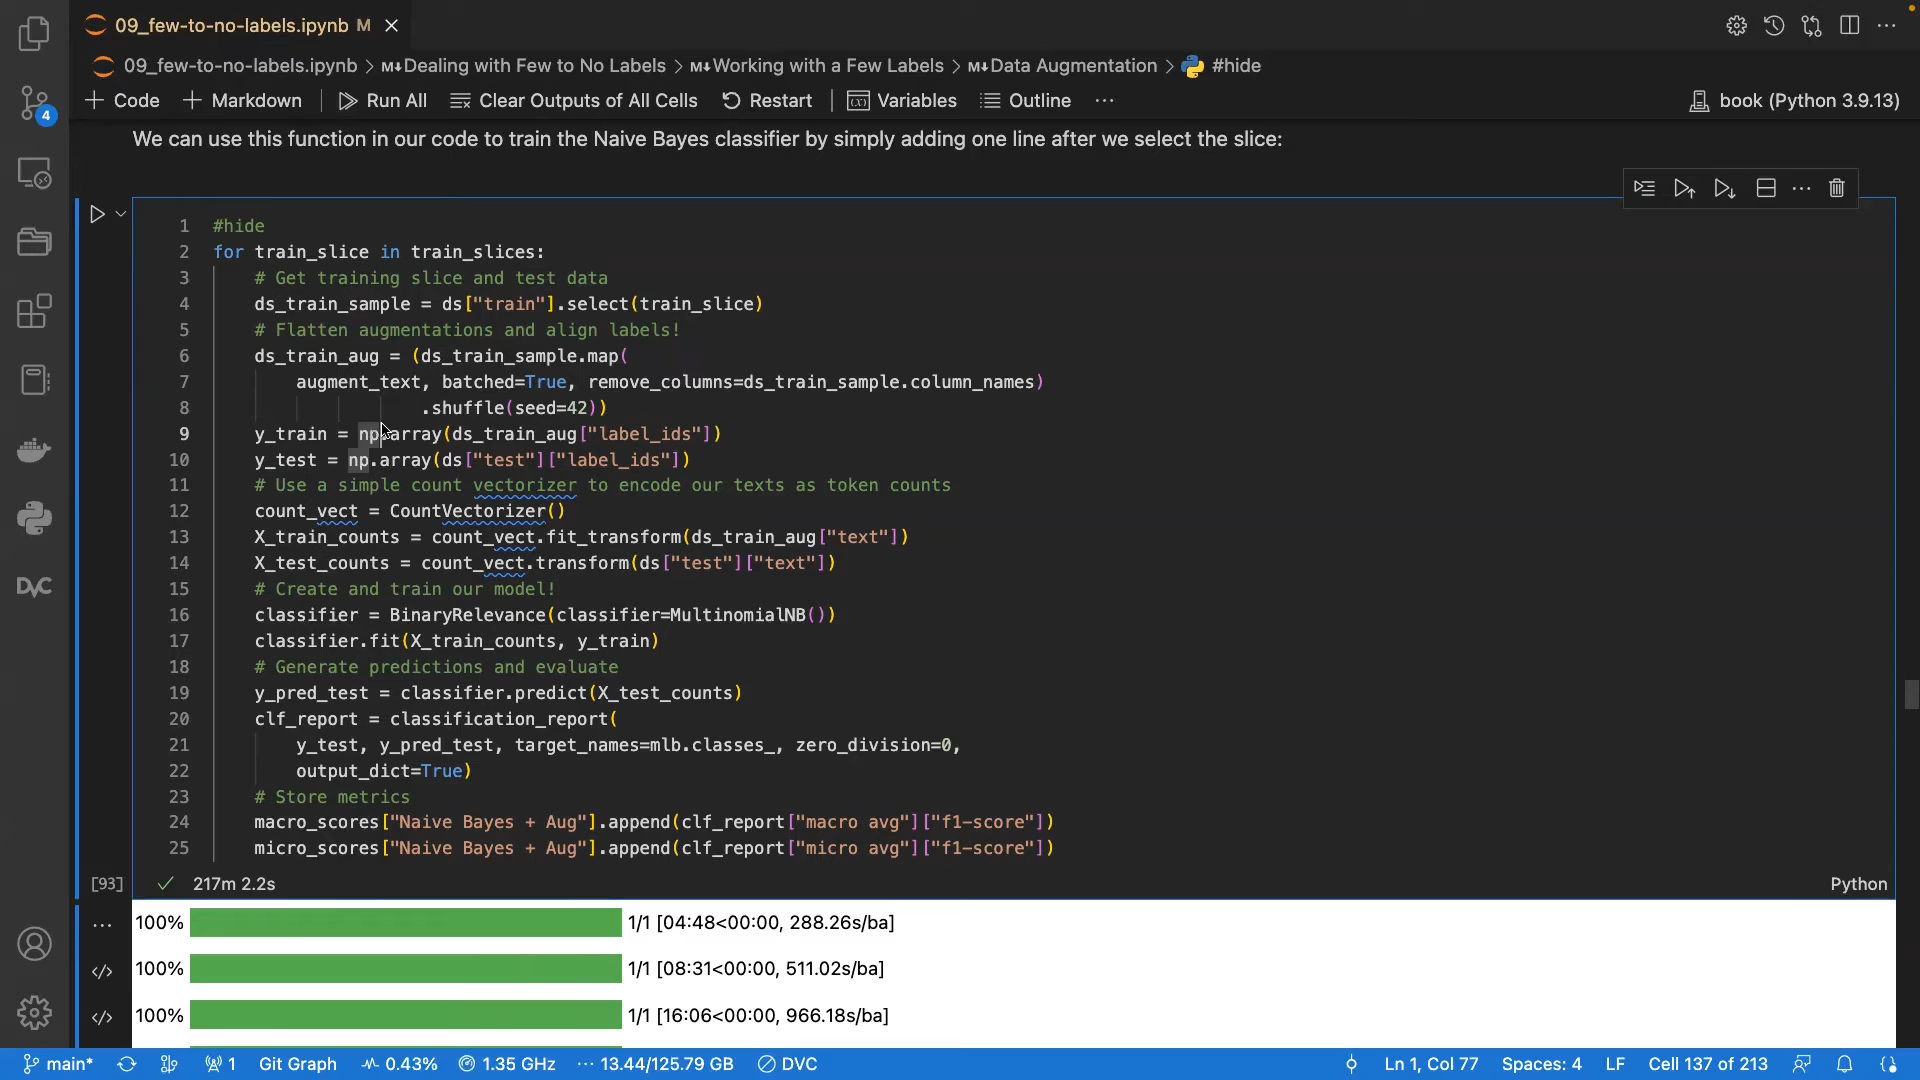 09_few-to-no-labels.ipynb M
09_few-to-no-labels.ipynb > M↓Dealing with Few to No Labels > M↓Working with a Few Labels > M↓Data Augmentation > #hide
+ Code + Markdown Run All Clear Outputs of All Cells Restart Variables Outline ... book (Python 3.9.13)
4
We can use this function in our code to train the Naive Bayes classifier by simply adding one line after we select the slice:
1 #hide
2 for train_slice in train_slices:
3 # Get training slice and test data
4 ds_train_sample = ds["train"].select(train_slice)
5 # Flatten augmentations and align labels!
6 ds_train_aug = (ds_train_sample.map(
7 augment_text, batched=True, remove_columns=ds_train_sample.column_names)
8 .shuffle(seed=42))
9 y_train = np.array(ds_train_aug["label_ids"])
10 y_test = np.array(ds["test"]["label_ids"])
11 # Use a simple count vectorizer to encode our texts as token counts
12 count_vect = CountVectorizer()
13 X_train_counts = count_vect.fit_transform(ds_train_aug["text"])
14 X_test_counts = count_vect.transform(ds["test"]["text"])
15 # Create and train our model!
16 classifier = BinaryRelevance(classifier=MultinomialNB())
17 classifier.fit(X_train_counts, y_train)
18 # Generate predictions and evaluate
19 y_pred_test = classifier.predict(X_test_counts)
20 clf_report = classification_report(
21 y_test, y_pred_test, target_names=mlb.classes_, zero_division=0,
22 output_dict=True)
23 # Store metrics
24 macro_scores["Naive Bayes + Aug"].append(clf_report["macro avg"]["f1-score"])
25 micro_scores["Naive Bayes + Aug"].append(clf_report["micro avg"]["f1-score"])
DVC
[93] 217m 2.2s Python
100% 1/1 [04:48<00:00, 288.26s/ba]
100% 1/1 [08:31<00:00, 511.02s/ba]
100% 1/1 [16:06<00:00, 966.18s/ba]
main* 1 Git Graph 0.43% 1.35 GHz 13.44/125.79 GB DVC Ln 1, Col 77 Spaces: 4 LF Cell 137 of 213